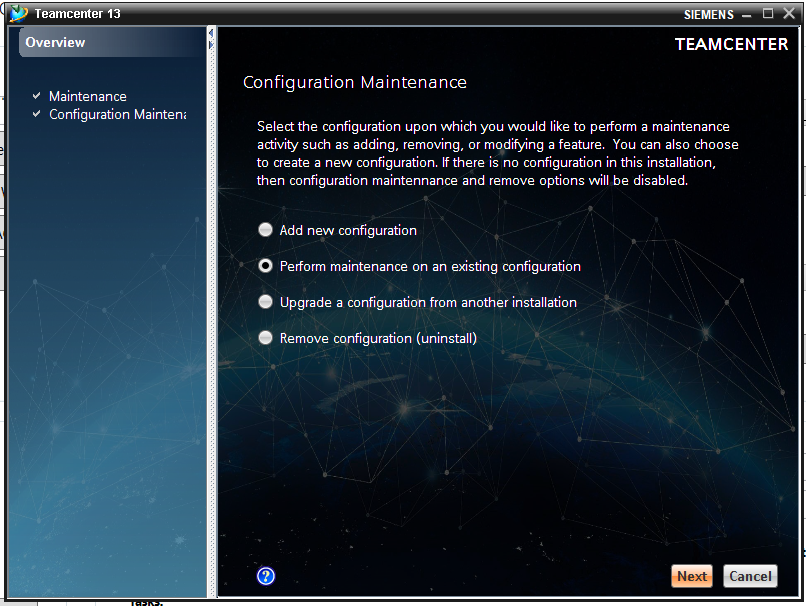 Teamcenter 13
SIEMENS
Overview
TEAMCENTER
Maintenance
Configuration Maintena
Configuration Maintenance
Select the configuration upon which you would like to perform a maintenance
activity such as adding, removing, or modifying a feature. You can also choose
to create a new configuration. If there is no configuration in this installation,
then configuration maintennance and remove options will be disabled.
Add new configuration
Perform maintenance on an existing configuration
Upgrade a configuration from another installation
Remove configuration (uninstall)
?
Next
Cancel
Tasks: